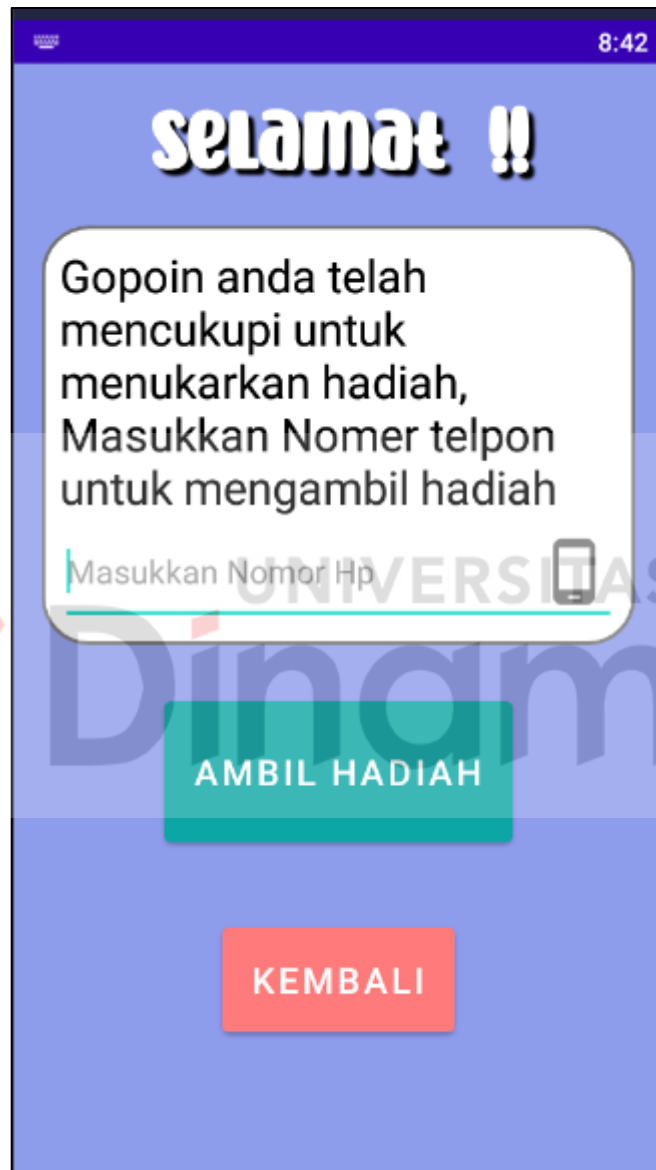 8:42
selamat !!
Gopoin anda telah
mencukupi untuk
menukarkan hadiah,
Masukkan Nomer telpon
untuk mengambil hadiah
Masukkan Nomor Hp
UNIVERSITAS
Dinam
AMBIL HADIAH
KEMBALI